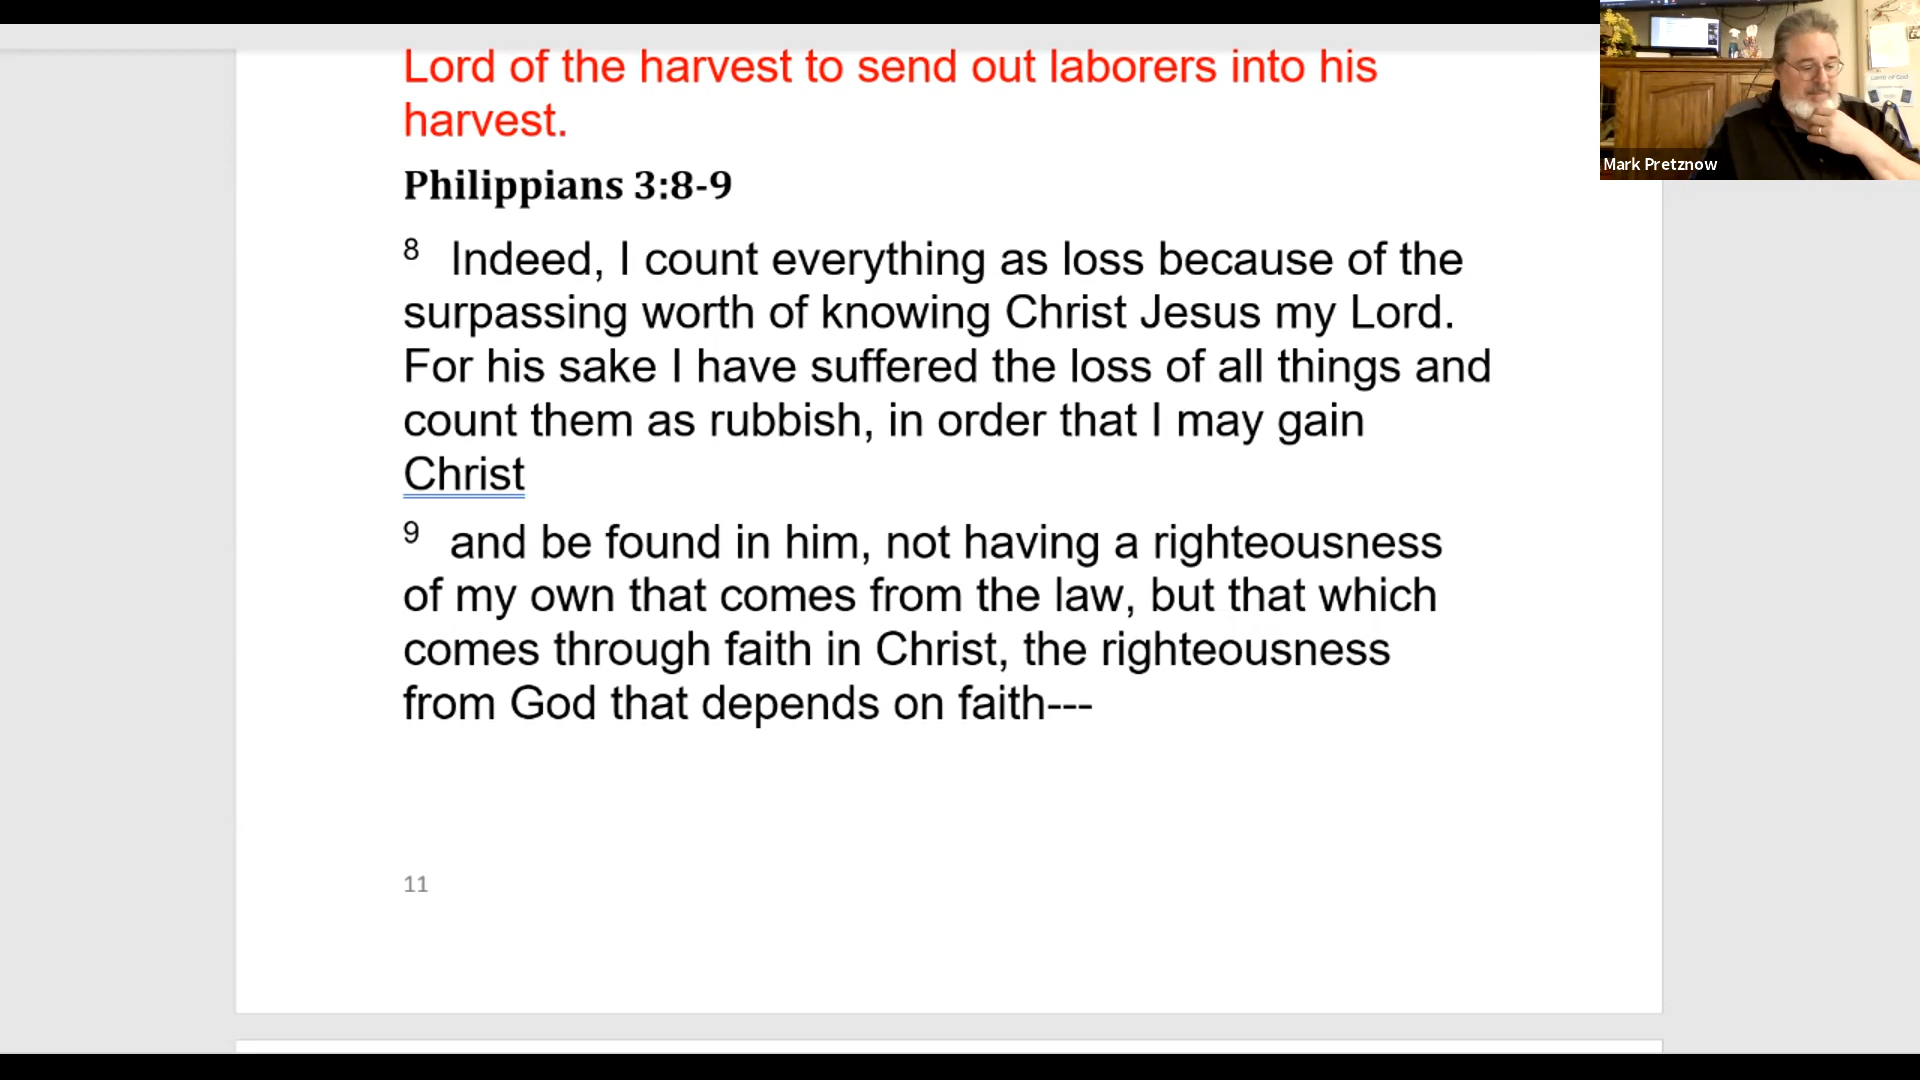 Lord of the harvest to send out laborers into his
harvest.
Philippians 3:8-9
8 Indeed, I count everything as loss because of the
surpassing worth of knowing Christ Jesus my Lord.
For his sake I have suffered the loss of all things and
count them as rubbish, in order that I may gain
Christ
9 and be found in him, not having a righteousness
of my own that comes from the law, but that which
comes through faith in Christ, the righteousness
from God that depends on faith---
11
Mark Pretznow
Lamb of God